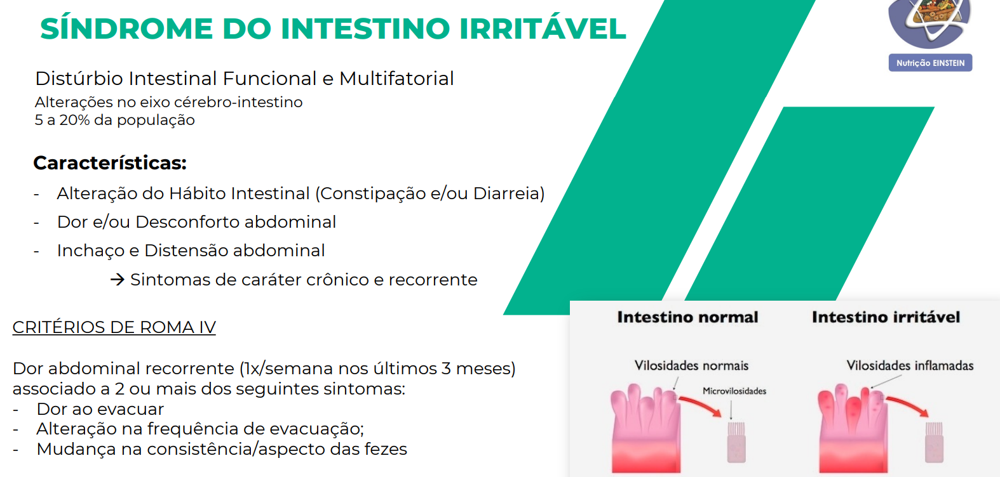 SÍNDROME DO INTESTINO IRRITÁVEL
Nutrição EINSTEIN
Distúrbio Intestinal Funcional e Multifatorial
Alterações no eixo cérebro-intestino
5 a 20% da população
Características:
- Alteração do Hábito Intestinal (Constipação e/ou Diarreia)
- Dor e/ou Desconforto abdominal
- Inchaço e Distensão abdominal
→ Sintomas de caráter crônico e recorrente
CRITÉRIOS DE ROMA IV
Dor abdominal recorrente (1x/semana nos últimos 3 meses)
associado a 2 ou mais dos seguintes sintomas:
- Dor ao evacuar
- Alteração na frequência de evacuação;
- Mudança na consistência/aspecto das fezes
Intestino normal
Vilosidades normais
Microvilosidades
Intestino irritável
Vilosidades inflamadas